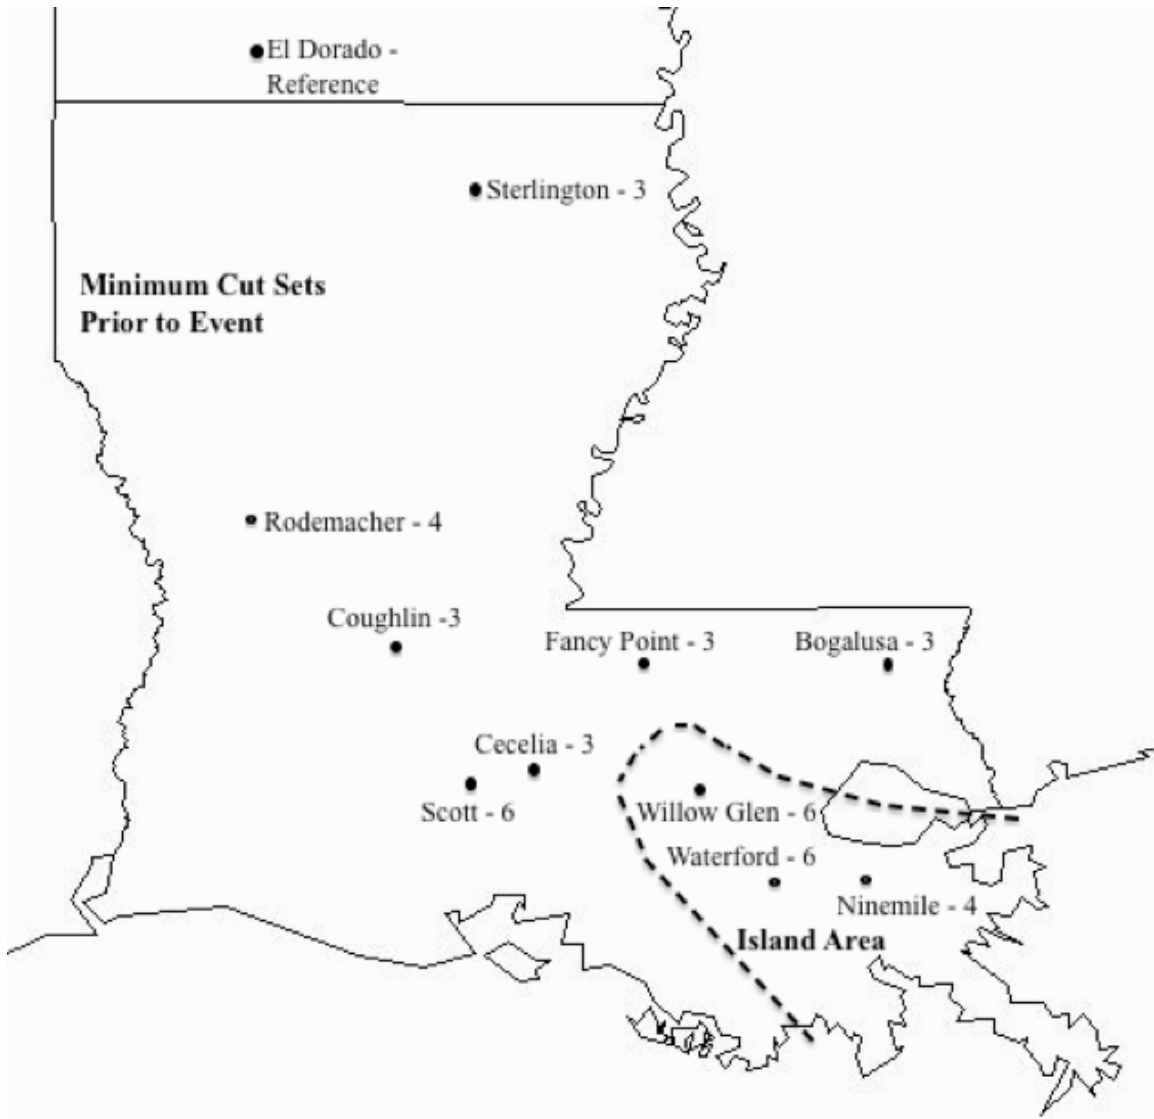 El Dorado -
Reference
Sterlington - 3
Minimum Cut Sets
Prior to Event
Rodemacher - 4
Coughlin -3
Fancy Point - 3
Bogalusa - 3
Cecelia - 3
Scott - 6
Willow Glen - 6
Waterford - 6
Ninemile - 4
Island Area